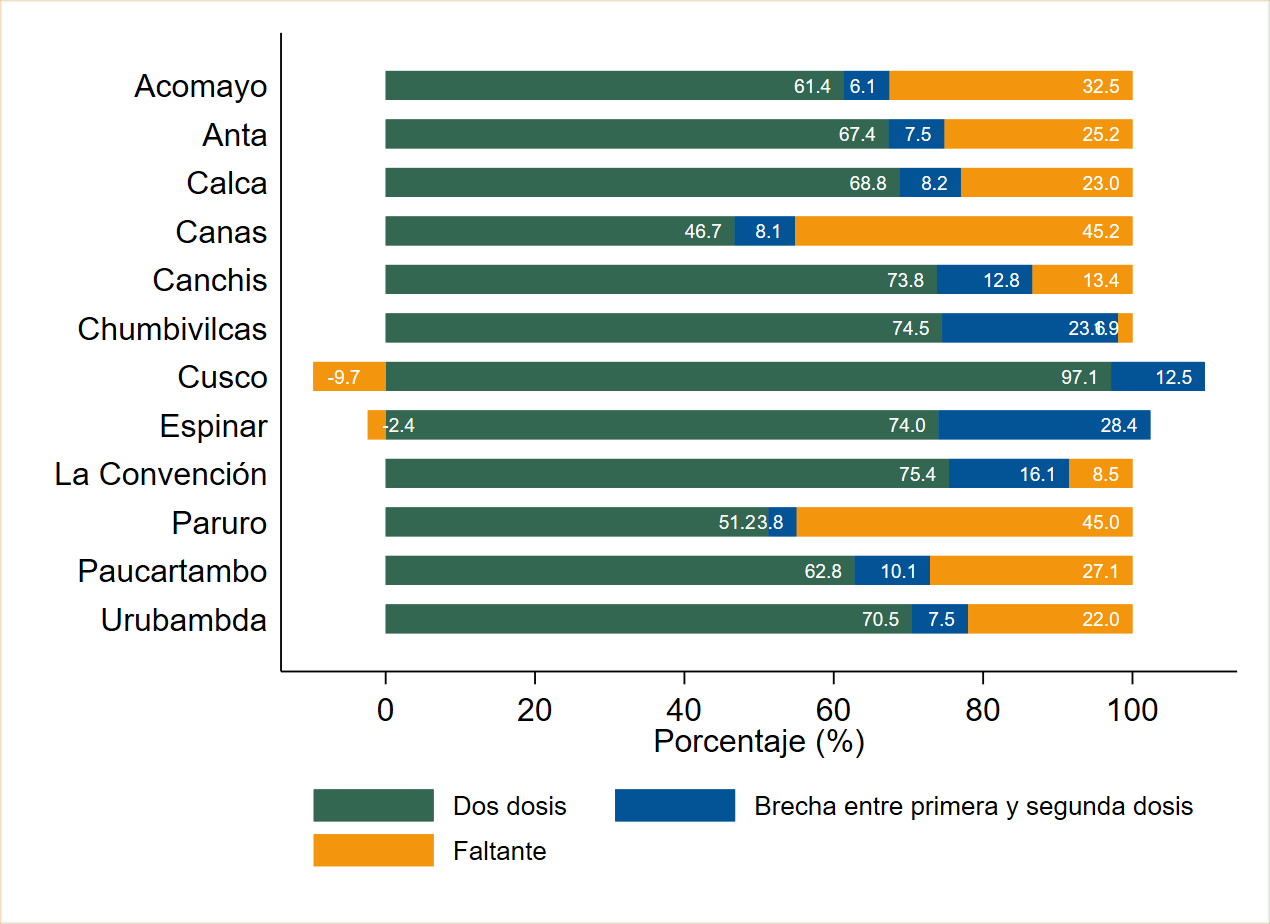 Acomayo 61.4 6.1 32.5
Anta 67.4 7.5 25.2
Calca 68.8 8.2 23.0
Canas 46.7 8.1 45.2
Canchis 73.8 12.8 13.4
Chumbivilcas 74.5 23.6 1.9
Cusco -9.7 97.1 12.5
Espinar -2.4 74.0 28.4
La Convención 75.4 16.1 8.5
Paruro 51.2 3.8 45.0
Paucartambo 62.8 10.1 27.1
Urubambda 70.5 7.5 22.0
0 20 40 60 80 100
Porcentaje (%)
Dos dosis Brecha entre primera y segunda dosis
Faltante